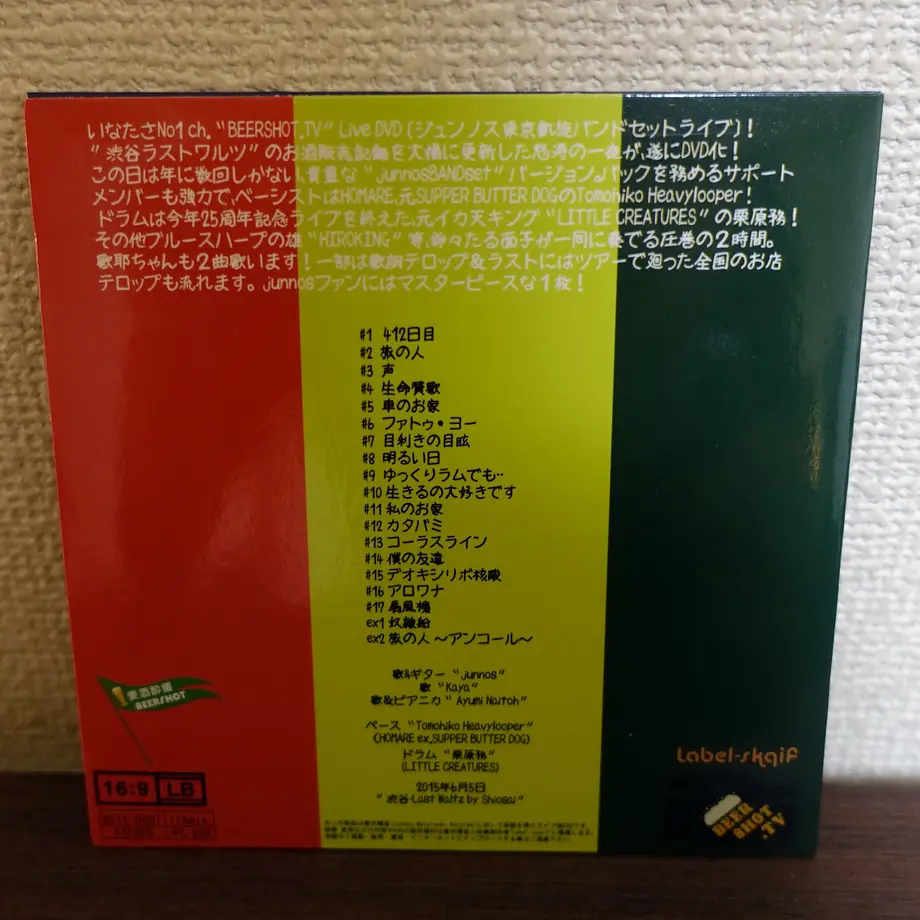 いなたさNo1 ch. "BEERSHOT.TV" Live DVD [ジュンノス東京凱旋バンドセットライブ]!
"渋谷ラストワルツ"のお酒販売記録を大幅に更新した怒涛の一夜が、遂にDVD化!
この日は年に数回しかない、貴重な "junnosBANDset" バージョン。バックを務めるサポート
メンバーも強力で、ベーシストはHOMARE、元SUPPER BUTTER DOGのTomohiko Heavylooper!
ドラムは今年25周年記念ライブを終えた、元イカ天キング "LITTLE CREATURES" の栗原務!
その他ブルースハープの雄 "HIROKING" 等、錚々たる面子が一同に奏でる圧巻の2時間。
歌耶ちゃんも2曲歌います!一部は歌詞テロップ&ラストにはツアーで廻った全国のお店
テロップも流れます。junnosファンにはマスターピースな1枚!
#1 412日目
#2 旅の人
#3 声
#4 生命賛歌
#5 車のお家
#6 ファトゥ・ヨー
#7 目利きの目眩
#8 明るい日
#9 ゆっくりラムでも‥
#10 生きるの大好きです
#11 私のお家
#12 カタバミ
#13 コーラスライン
#14 僕の友達
#15 デオキシリボ核酸
#16 アロワナ
#17 扇風機
ex1 奴隷船
ex2 旅の人 〜アンコール〜
歌&ギター "junnos"
歌 "Kaya"
歌&ピアニカ "Ayumi Naitoh"
ベース "Tomohiko Heavylooper"
(HOMARE ex,SUPPER BUTTER DOG)
ドラム "栗原務"
(LITTLE CREATURES)
2015年6月5日
"渋谷・Last Waltz by Shiosai"
麦酒酔撮
BEERSHOT
16:9 LB
STEREO
Label-skqif
BEER
SHOT
.TV